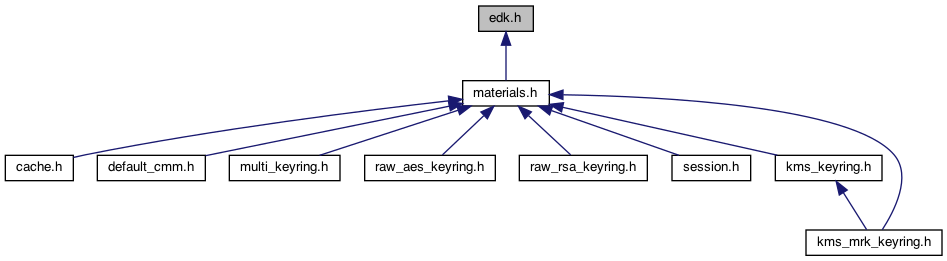 edk.h
materials.h
cache.h
default_cmm.h
multi_keyring.h
raw_aes_keyring.h
raw_rsa_keyring.h
session.h
kms_keyring.h
kms_mrk_keyring.h